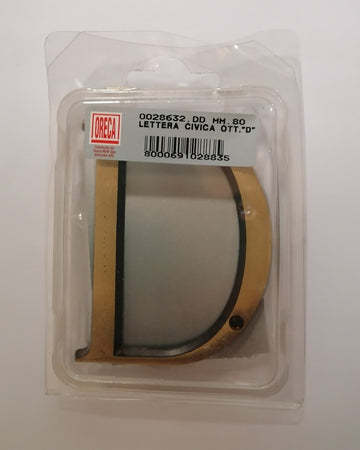 ORECA
0028632.DD MM.80
LETTERA CIVICA OTT."D"
8000691028835